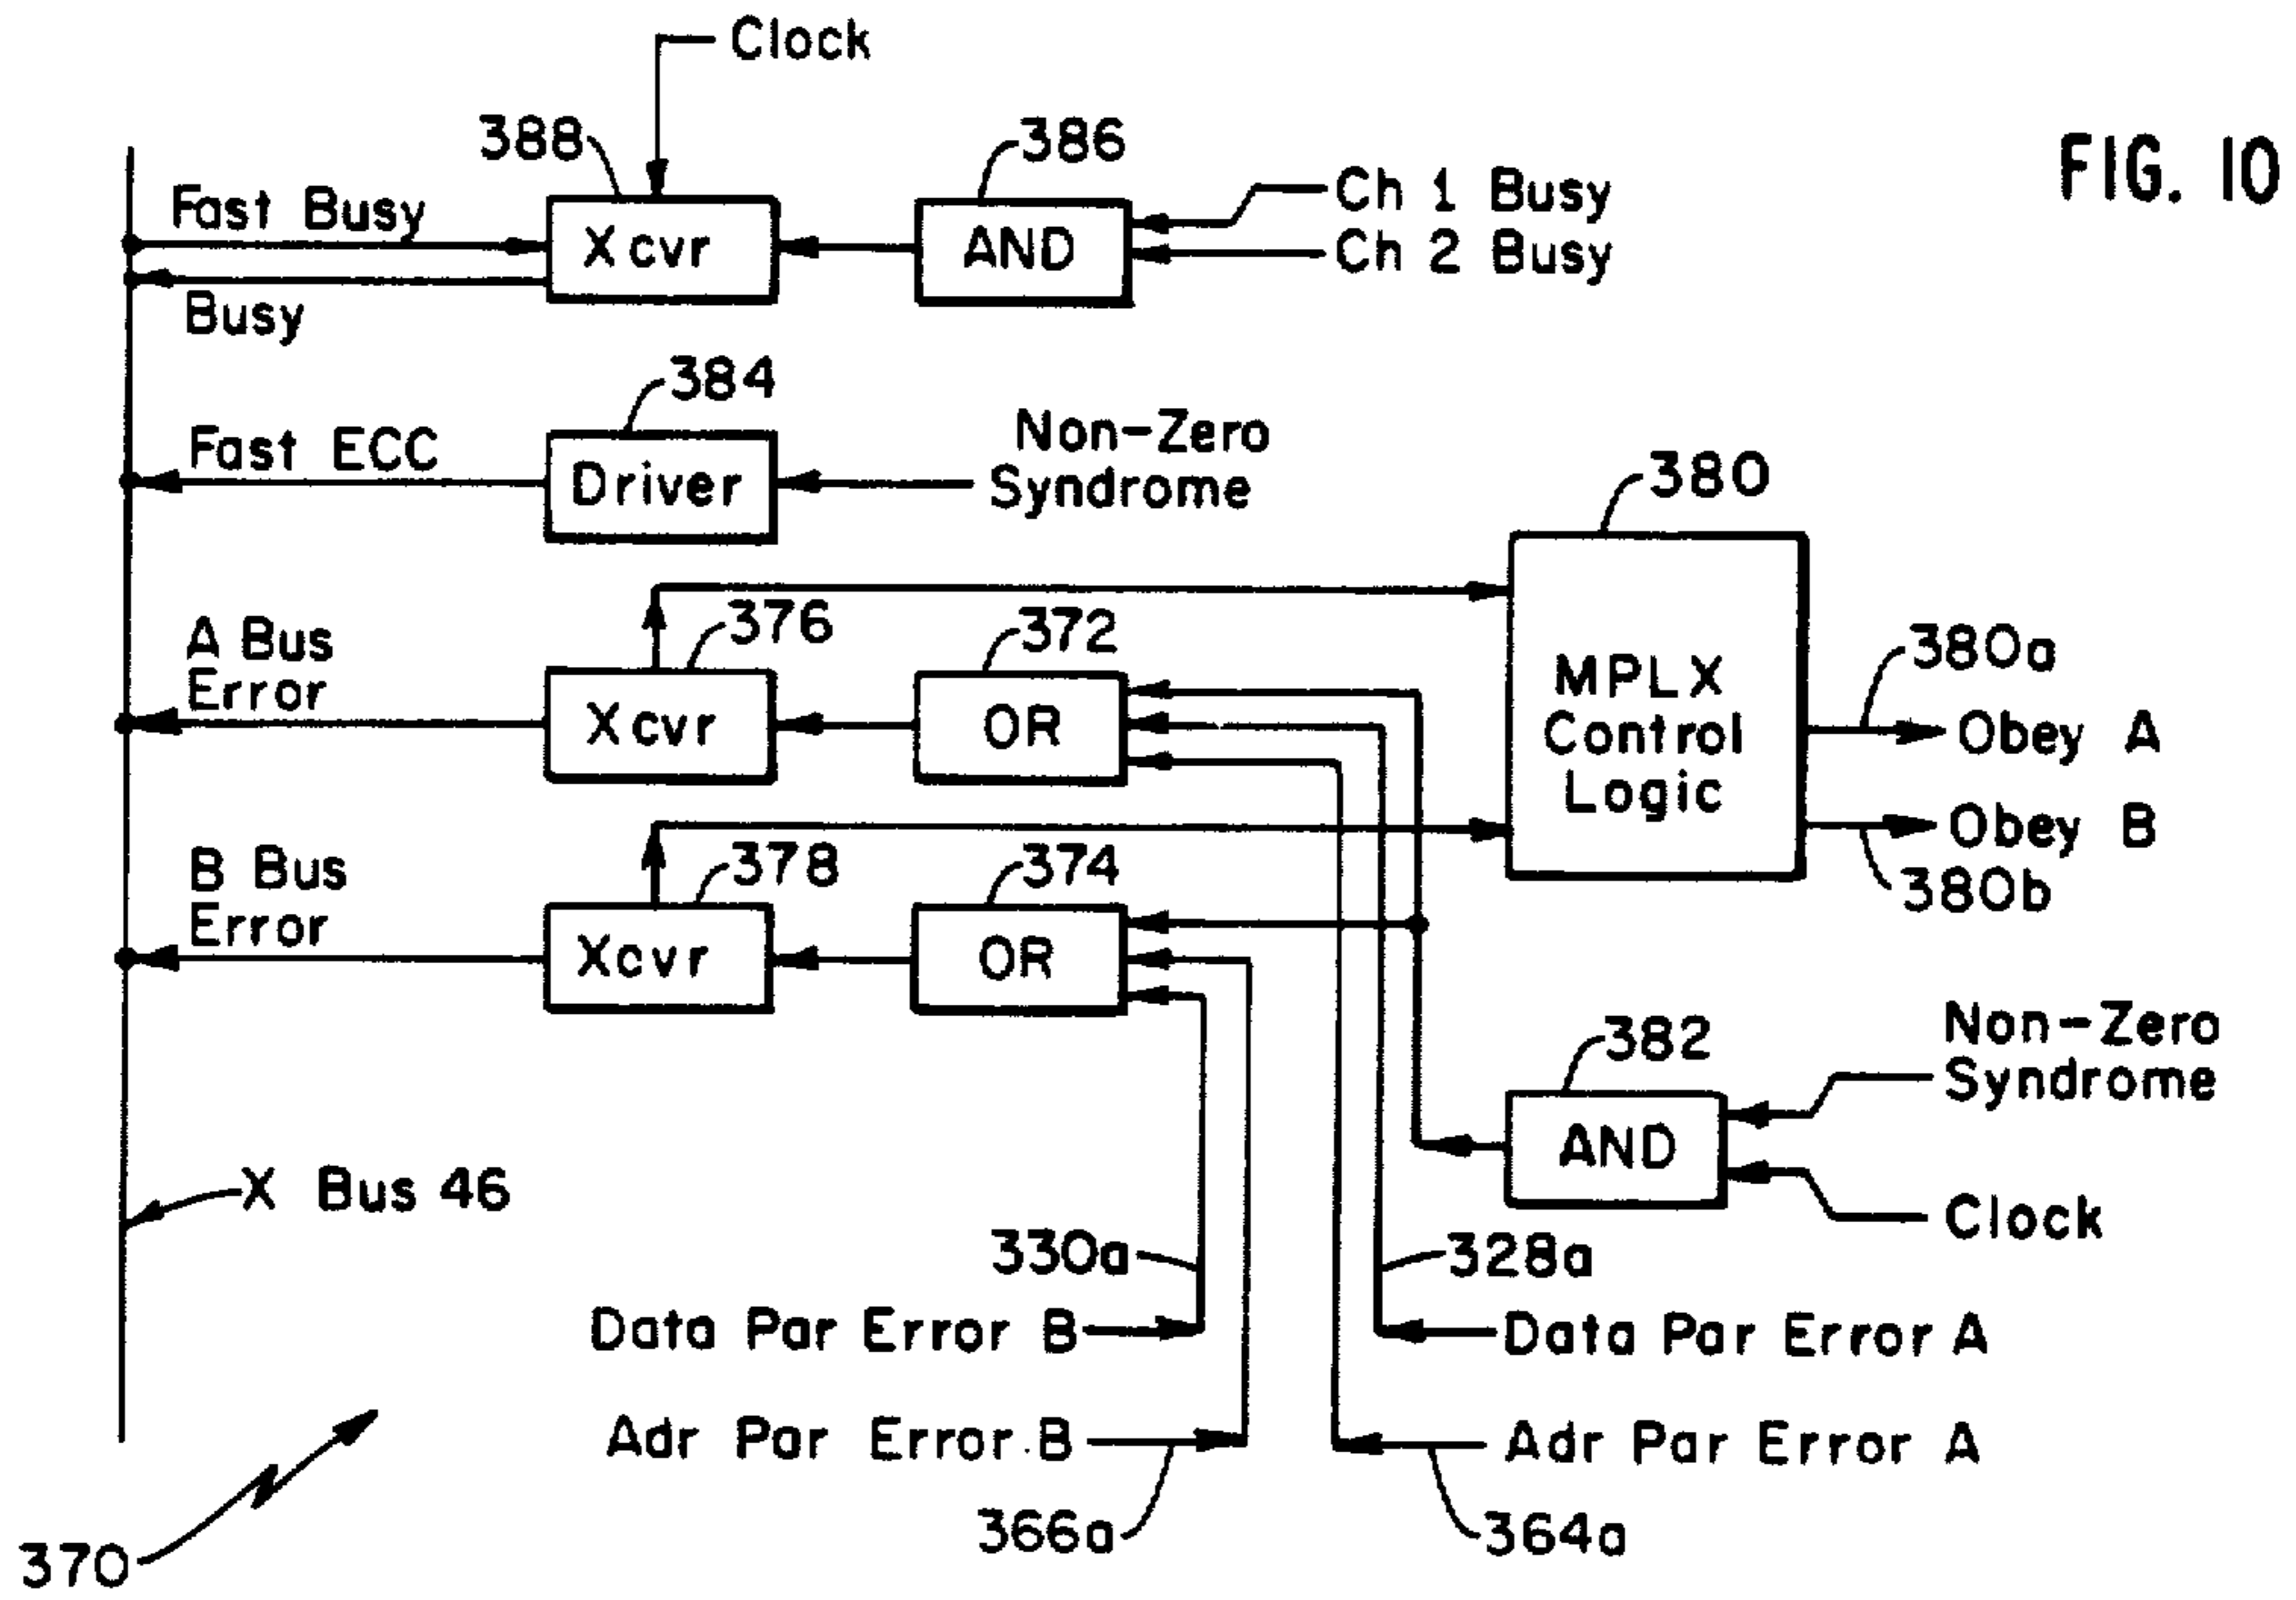 Clock
FIG. 10
388
386
Ch 1 Busy
Fast Busy
Xcvr
AND
Ch 2 Busy
Busy
384
Fast ECC
Driver
Non-Zero
Syndrome
380
A Bus
Error
376
372
Xcvr
OR
MPLX
Control
Logic
380a
Obey A
Obey B
380b
B Bus
Error
378
374
Xcvr
OR
382
Non-Zero
Syndrome
AND
Clock
X Bus 46
330a
328a
Data Par Error B
Data Par Error A
Adr Par Error B
Adr Par Error A
366a
364a
370